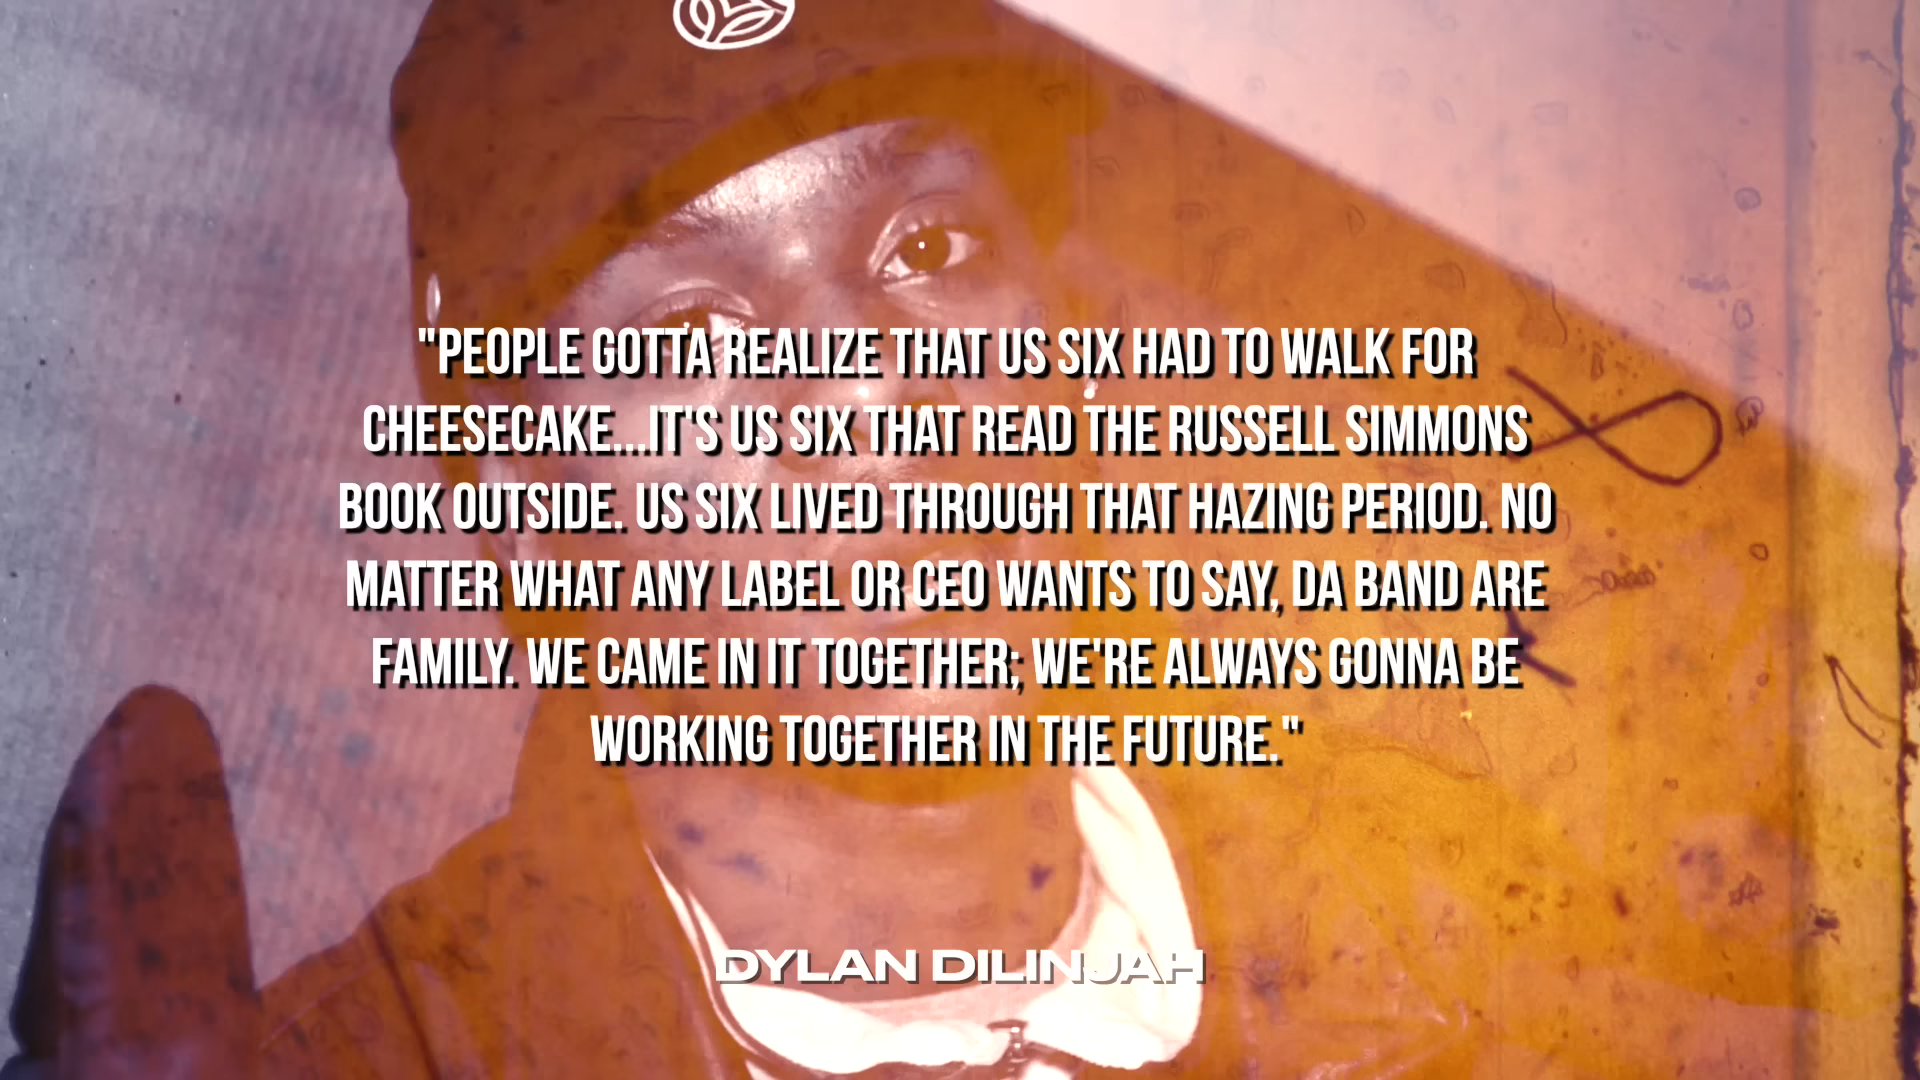 "PEOPLE GOTTA REALIZE THAT US SIX HAD TO WALK FOR
CHEESECAKE...IT'S US SIX THAT READ THE RUSSELL SIMMONS
BOOK OUTSIDE. US SIX LIVED THROUGH THAT HAZING PERIOD. NO
MATTER WHAT ANY LABEL OR CEO WANTS TO SAY, DA BAND ARE
FAMILY. WE CAME IN IT TOGETHER; WE'RE ALWAYS GONNA BE
WORKING TOGETHER IN THE FUTURE."
DYLAN DILINJAH